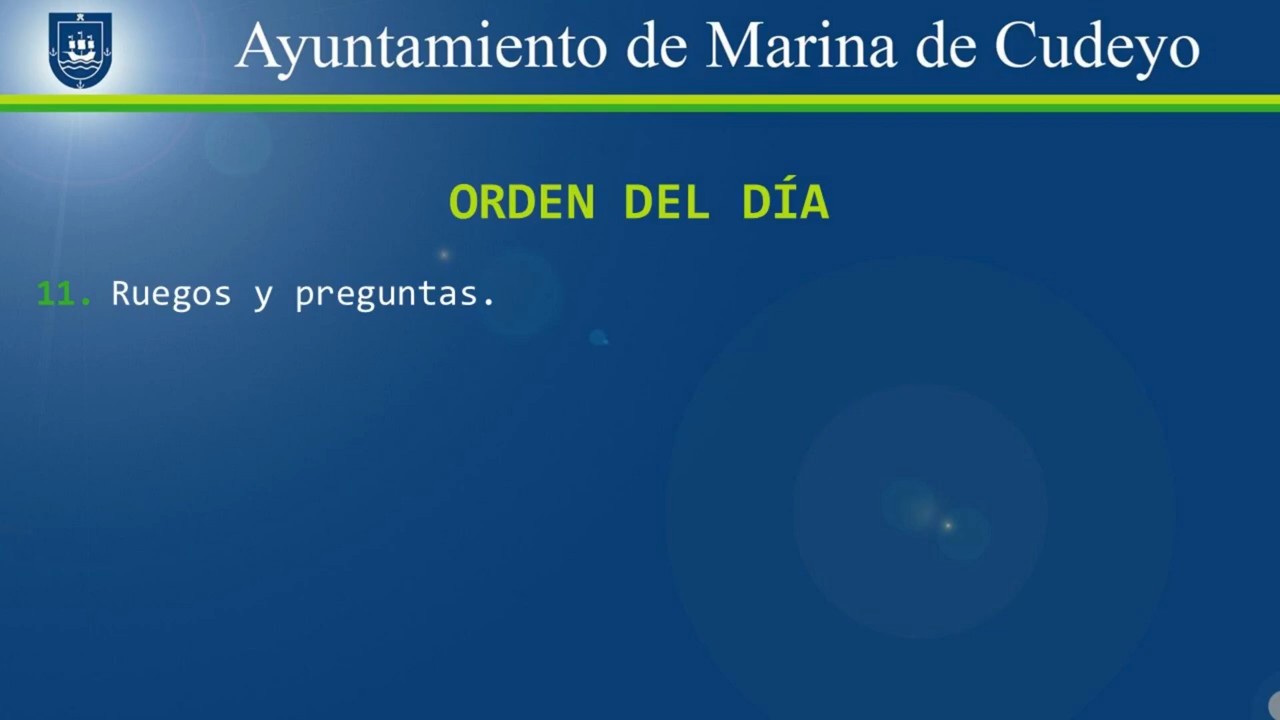 Ayuntamiento de Marina de Cudeyo
ORDEN DEL DÍA
11. Ruegos y preguntas.